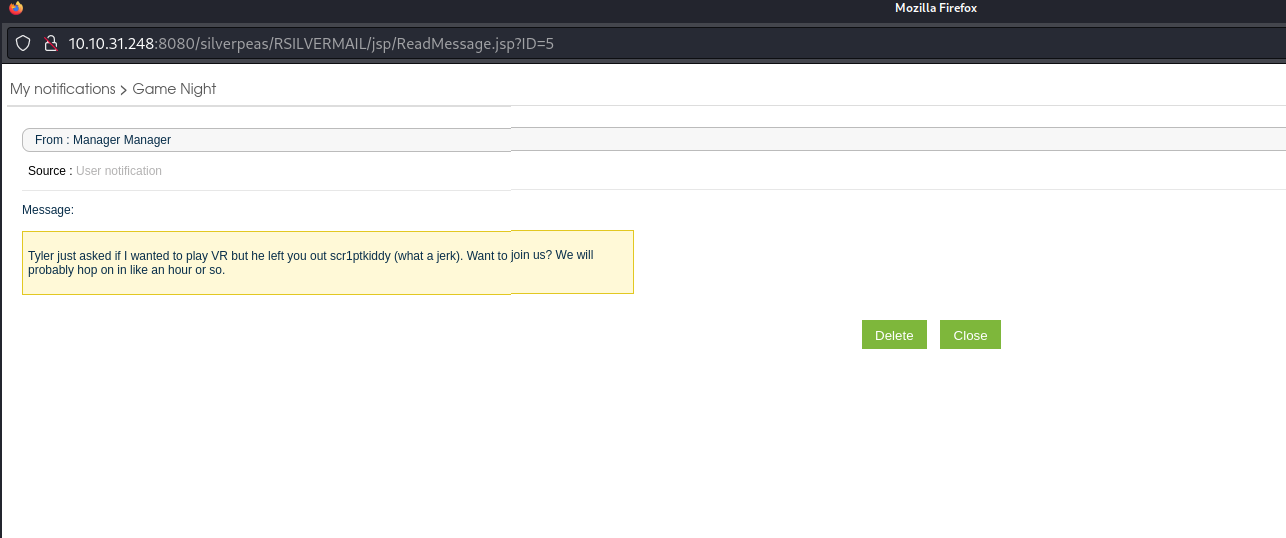 Mozilla Firefox
10.10.31.248:8080/silverpeas/RSILVERMAIL/jsp/ReadMessage.jsp?ID=5
My notifications > Game Night
From : Manager Manager
Source : User notification
Message:
Tyler just asked if I wanted to play VR but he left you out scr1ptkiddy (what a jerk). Want to join us? We will
probably hop on in like an hour or so.
Delete Close